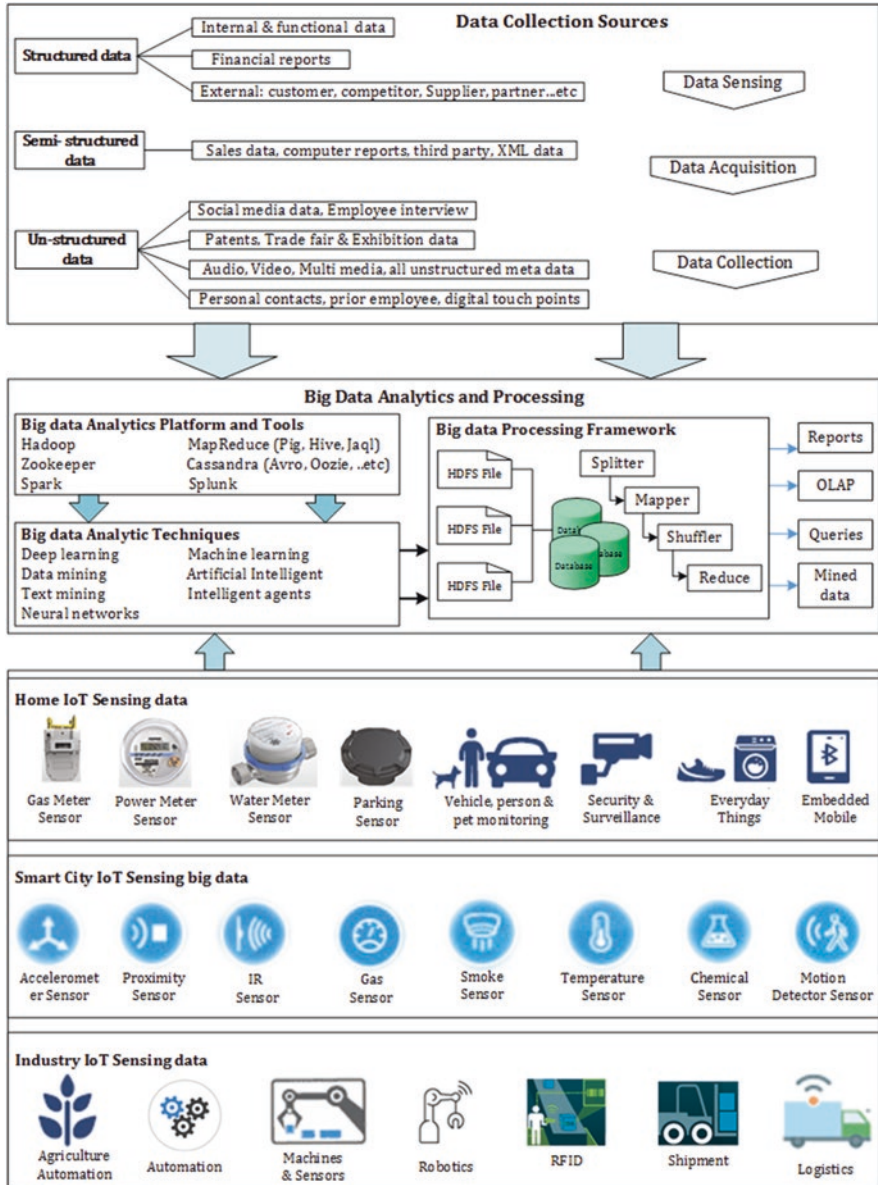 Data Collection Sources
Structured data
Internal & functional data
Financial reports
External: customer, competitor, Supplier, partner...etc
Semi- structured
data
Sales data, computer reports, third party, XML data
Un-structured
data
Social media data, Employee interview
Patents, Trade fair & Exhibition data
Audio, Video, Multi media, all unstructured meta data
Personal contacts, prior employee, digital touch points
Data Sensing
Data Acquisition
Data Collection
Big Data Analytics and Processing
Big data Analytics Platform and Tools
Hadoop MapReduce (Pig, Hive, Jaql)
Zookeeper Cassandra (Avro, Oozie, ..etc)
Spark Splunk
Big data Analytic Techniques
Deep learning Machine learning
Data mining Artificial Intelligent
Text mining Intelligent agents
Neural networks
Big data Processing Framework
HDFS File
HDFS File
HDFS File
Database
Splitter
Mapper
Shuffler
Reduce
Reports
OLAP
Queries
Mined
data
Home IoT Sensing data
Gas Meter
Sensor
Power Meter
Sensor
Water Meter
Sensor
Parking
Sensor
Vehicle, person &
pet monitoring
Security &
Surveillance
Everyday
Things
Embedded
Mobile
Smart City IoT Sensing big data
Acceleromet
er Sensor
Proximity
Sensor
IR
Sensor
Gas
Sensor
Smoke
Sensor
Temperature
Sensor
Chemical
Sensor
Motion
Detector Sensor
Industry IoT Sensing data
Agriculture
Automation
Automation
Machines
& Sensors
Robotics
RFID
Shipment
Logistics